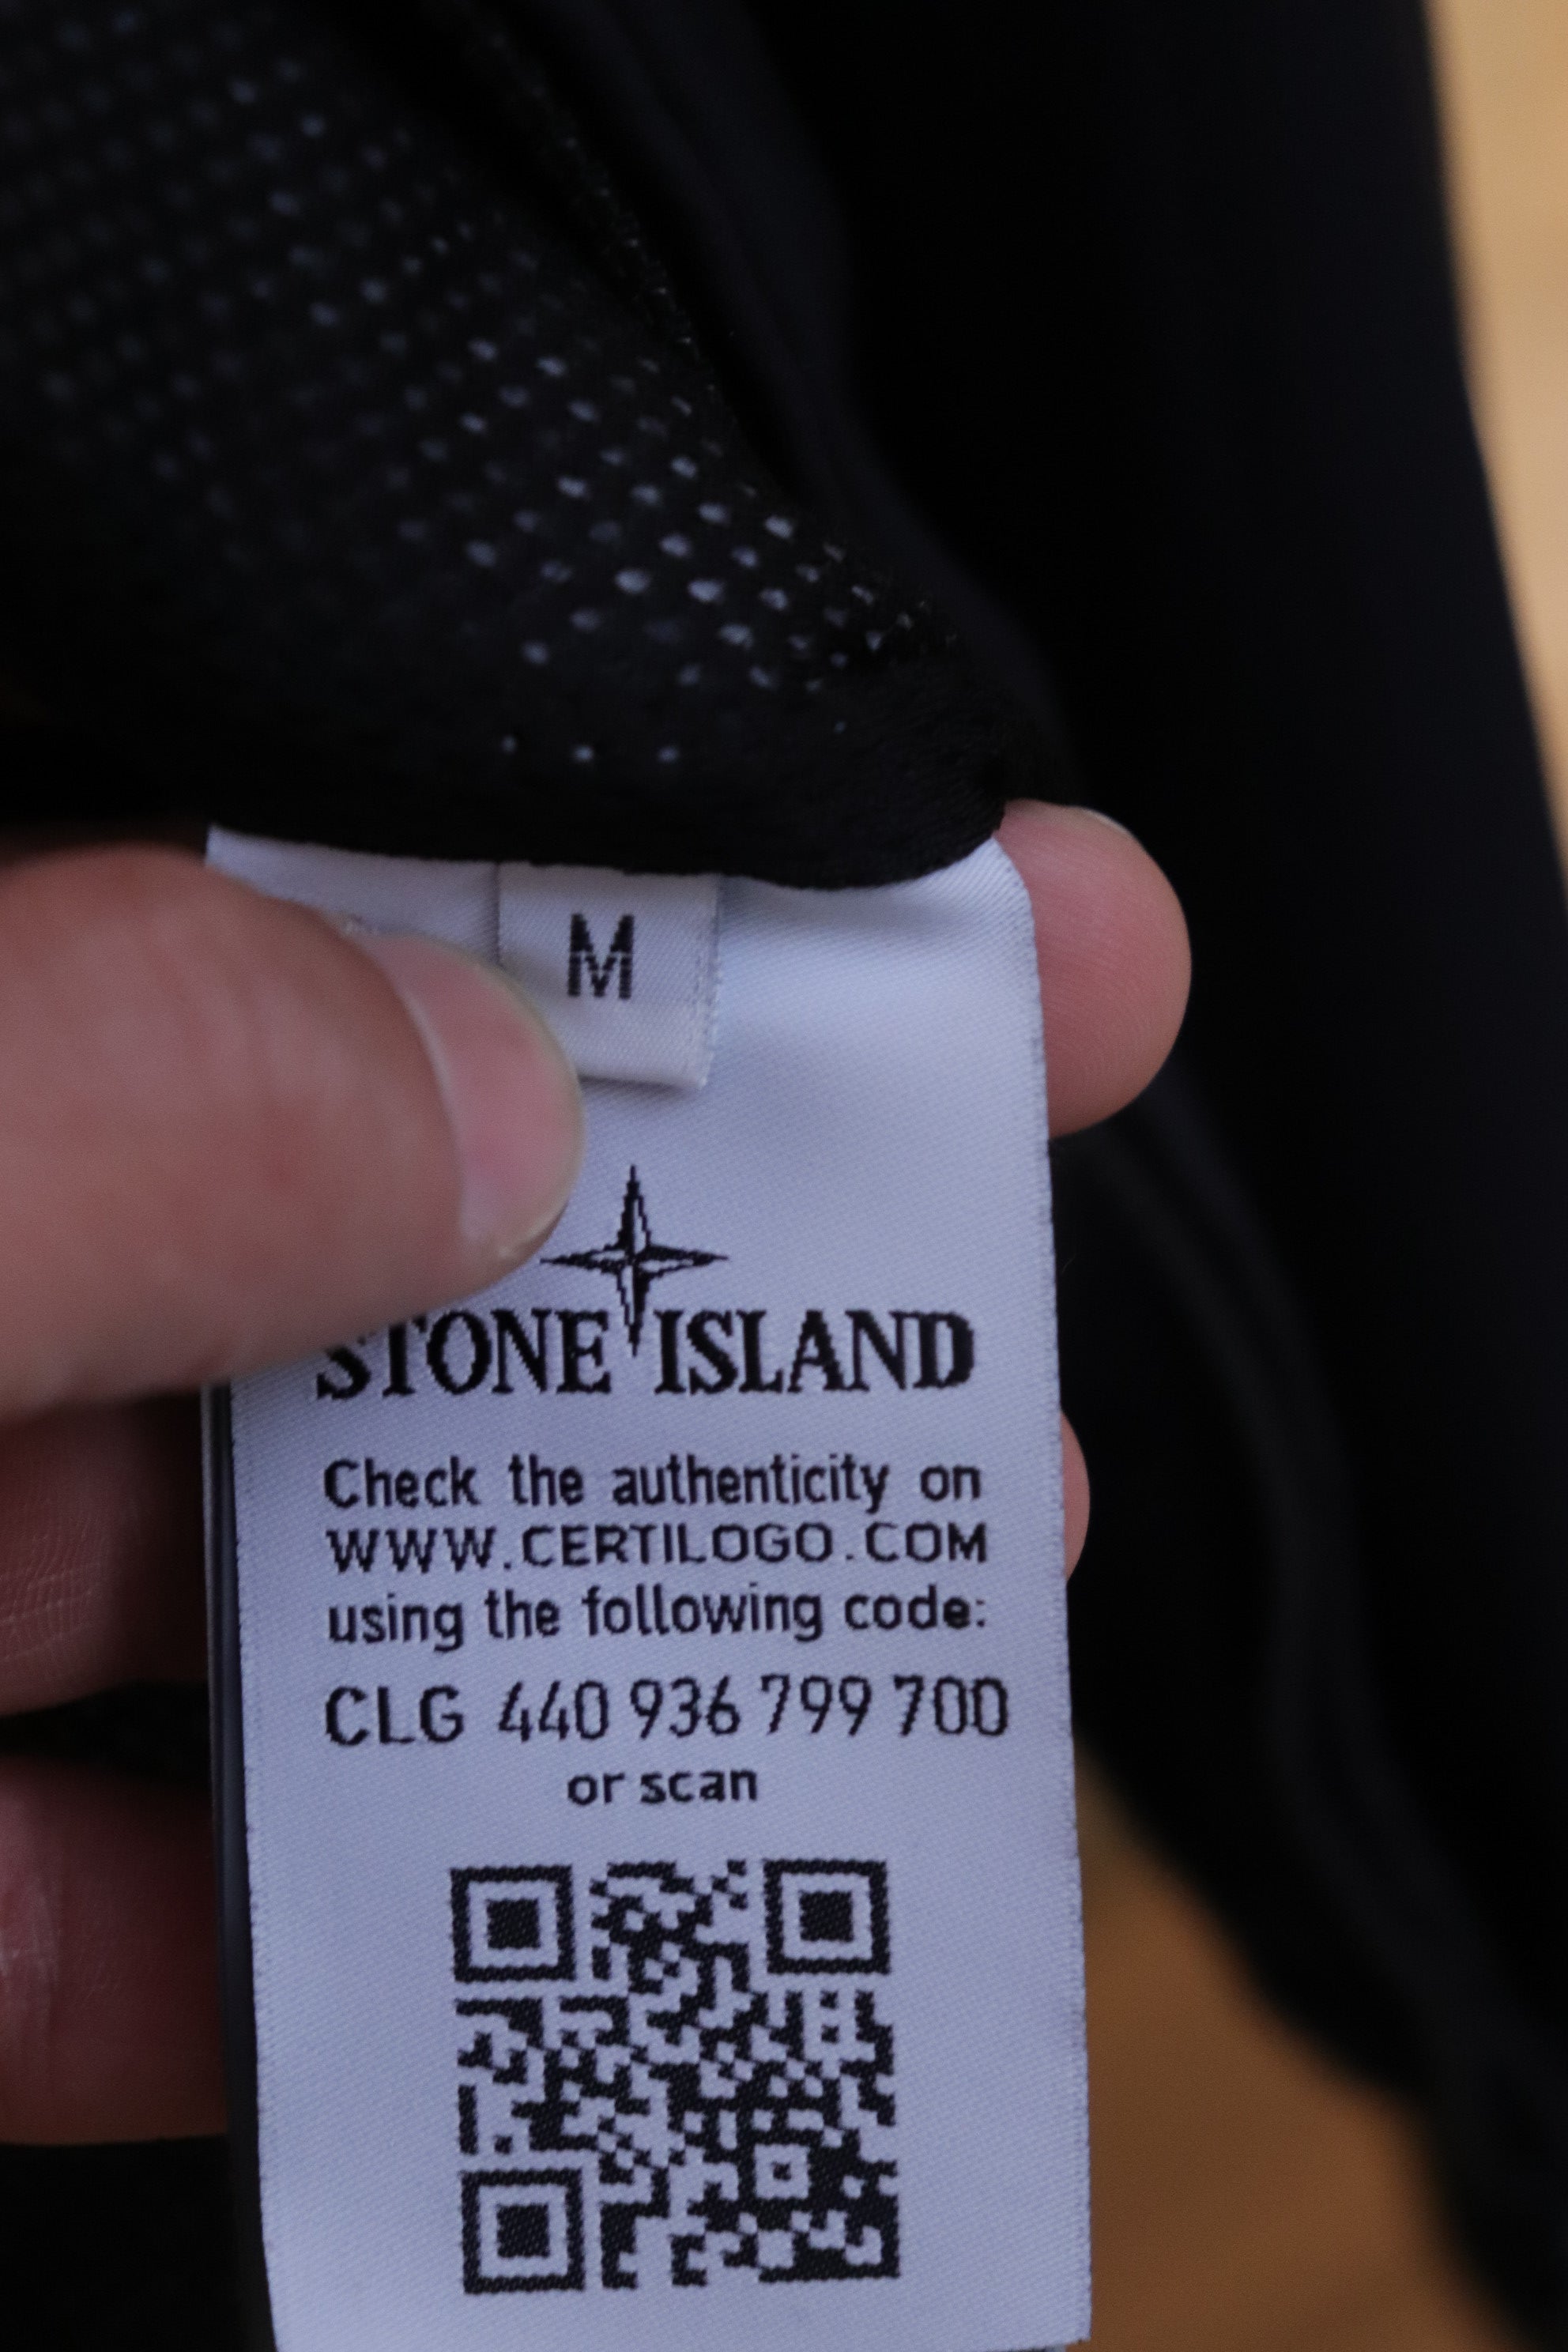 M
STONE ISLAND
Check the authenticity on
WWW.CERTILOGO.COM
using the following code:
CLG 440 936 799 700
or scan